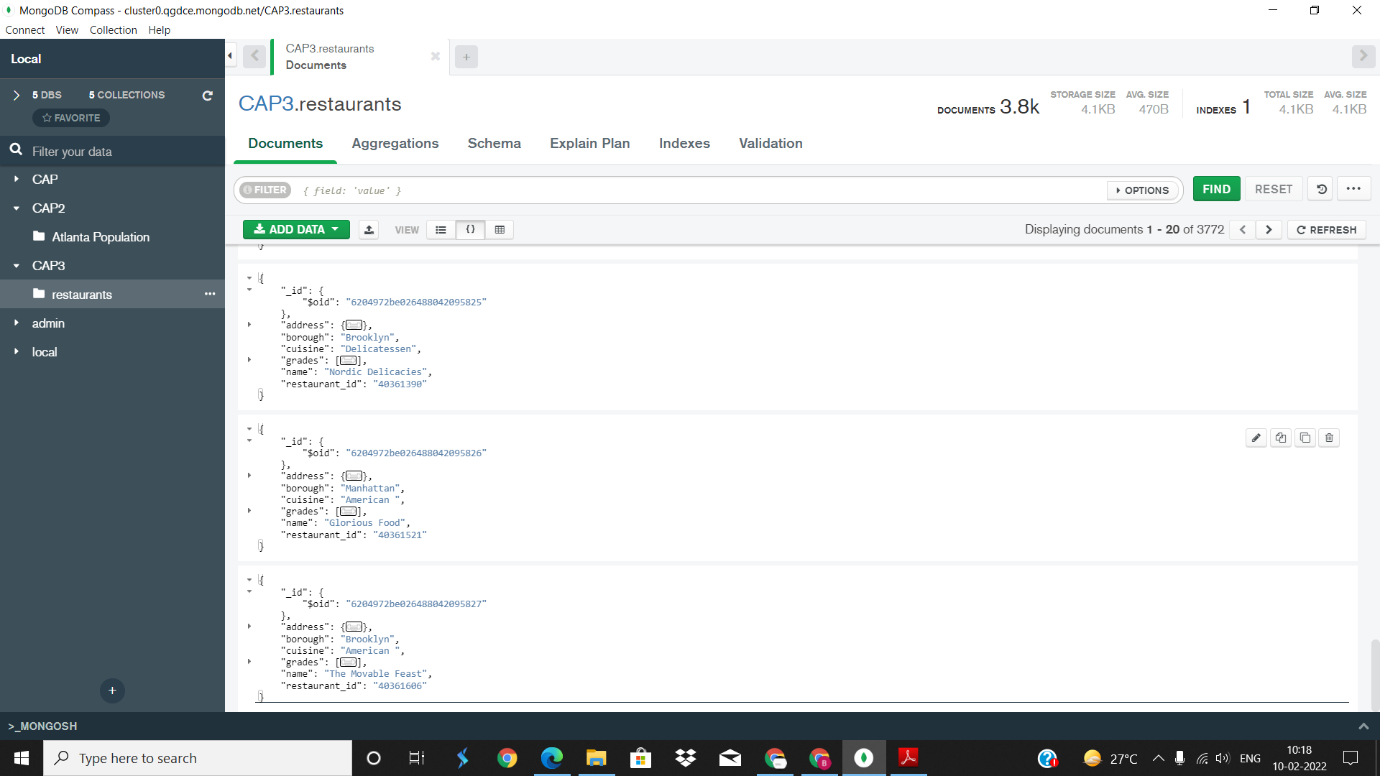 MongoDB Compass - cluster0.qgdce.mongodb.net/CAP3.restaurants
Connect View Collection Help
Local
5 DBS 5 COLLECTIONS
FAVORITE
Filter your data
CAP
CAP2
Atlanta Population
CAP3
restaurants
admin
local
CAP3.restaurants
Documents
CAP3.restaurants
DOCUMENTS 3.8k
STORAGE SIZE
4.1KB
AVG. SIZE
470B
INDEXES 1
TOTAL SIZE
4.1KB
AVG. SIZE
4.1KB
Documents Aggregations Schema Explain Plan Indexes Validation
FILTER { field: 'value' } OPTIONS FIND RESET
ADD DATA VIEW {} Displaying documents 1 - 20 of 3772 REFRESH
}
{
"_id": {
"$oid": "6204972be026488042095825"
},
"address": {},
"borough": "Brooklyn",
"cuisine": "Delicatessen",
"grades": [],
"name": "Nordic Delicacies",
"restaurant_id": "40361390"
}
{
"_id": {
"$oid": "6204972be026488042095826"
},
"address": {},
"borough": "Manhattan",
"cuisine": "American ",
"grades": [],
"name": "Glorious Food",
"restaurant_id": "40361521"
}
{
"_id": {
"$oid": "6204972be026488042095827"
},
"address": {},
"borough": "Brooklyn",
"cuisine": "American ",
"grades": [],
"name": "The Movable Feast",
"restaurant_id": "40361606"
}
>_MONGOSH
Type here to search
27°C ENG
10:18
10-02-2022